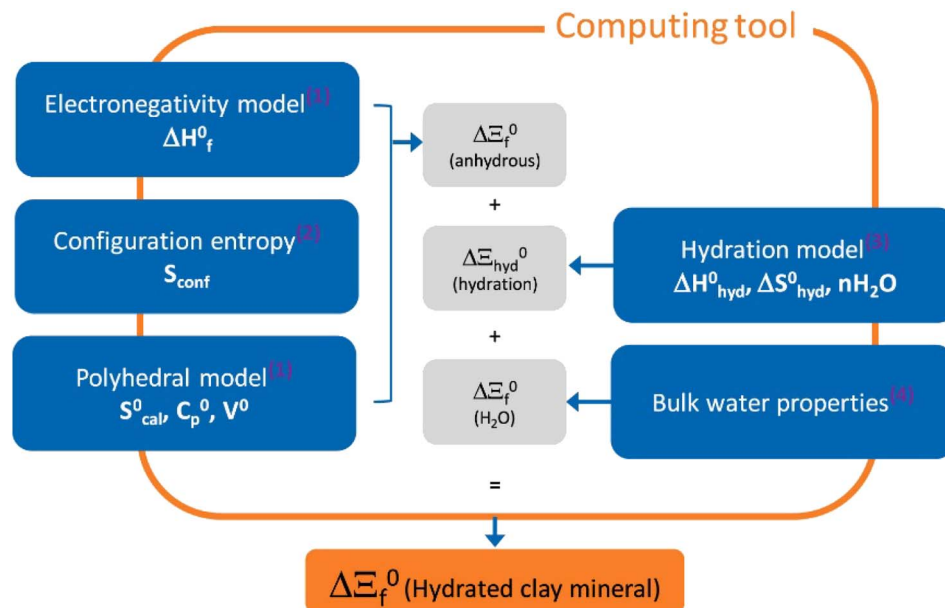 Computing tool
Electronegativity model(1)
ΔH⁰f
Configuration entropy(2)
Sconf
Polyhedral model(1)
S⁰cal, Cp⁰, V⁰
ΔΞf⁰
(anhydrous)
+
ΔΞhyd⁰
(hydration)
+
ΔΞf⁰
(H₂O)
=
Hydration model(3)
ΔH⁰hyd, ΔS⁰hyd, nH₂O
Bulk water properties(4)
ΔΞf⁰ (Hydrated clay mineral)